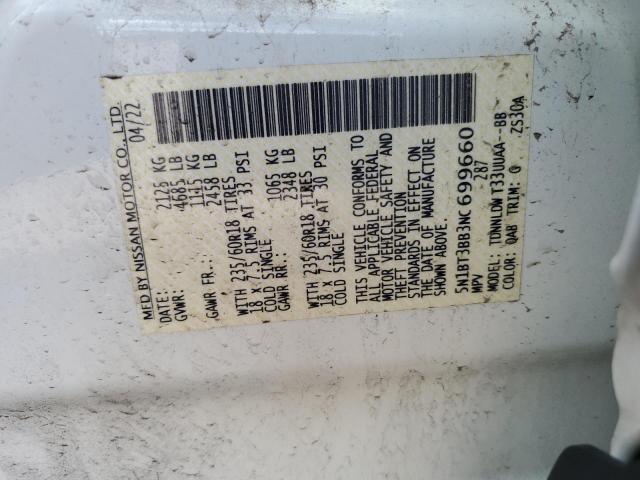 MFD BY NISSAN MOTOR CO., LTD.
DATE: 04/22
GVWR: 2125 KG
4685 LB
GAWR FR: 1115 KG
2458 LB
WITH 235/60R18 TIRES
18 x 7.5 RIMS AT 33 PSI
COLD SINGLE
GAWR RR: 1065 KG
2348 LB
WITH 235/60R18 TIRES
18 x 7.5 RIMS AT 30 PSI
COLD SINGLE
THIS VEHICLE CONFORMS TO
ALL APPLICABLE FEDERAL
MOTOR VEHICLE SAFETY AND
THEFT PREVENTION
STANDARDS IN EFFECT ON
THE DATE OF MANUFACTURE
SHOWN ABOVE.
5N1BT3BB3NC699660
MPV 287
MODEL: TDNNLDW T33UUAA--BB
COLOR: QAB TRIM: G ZS30A